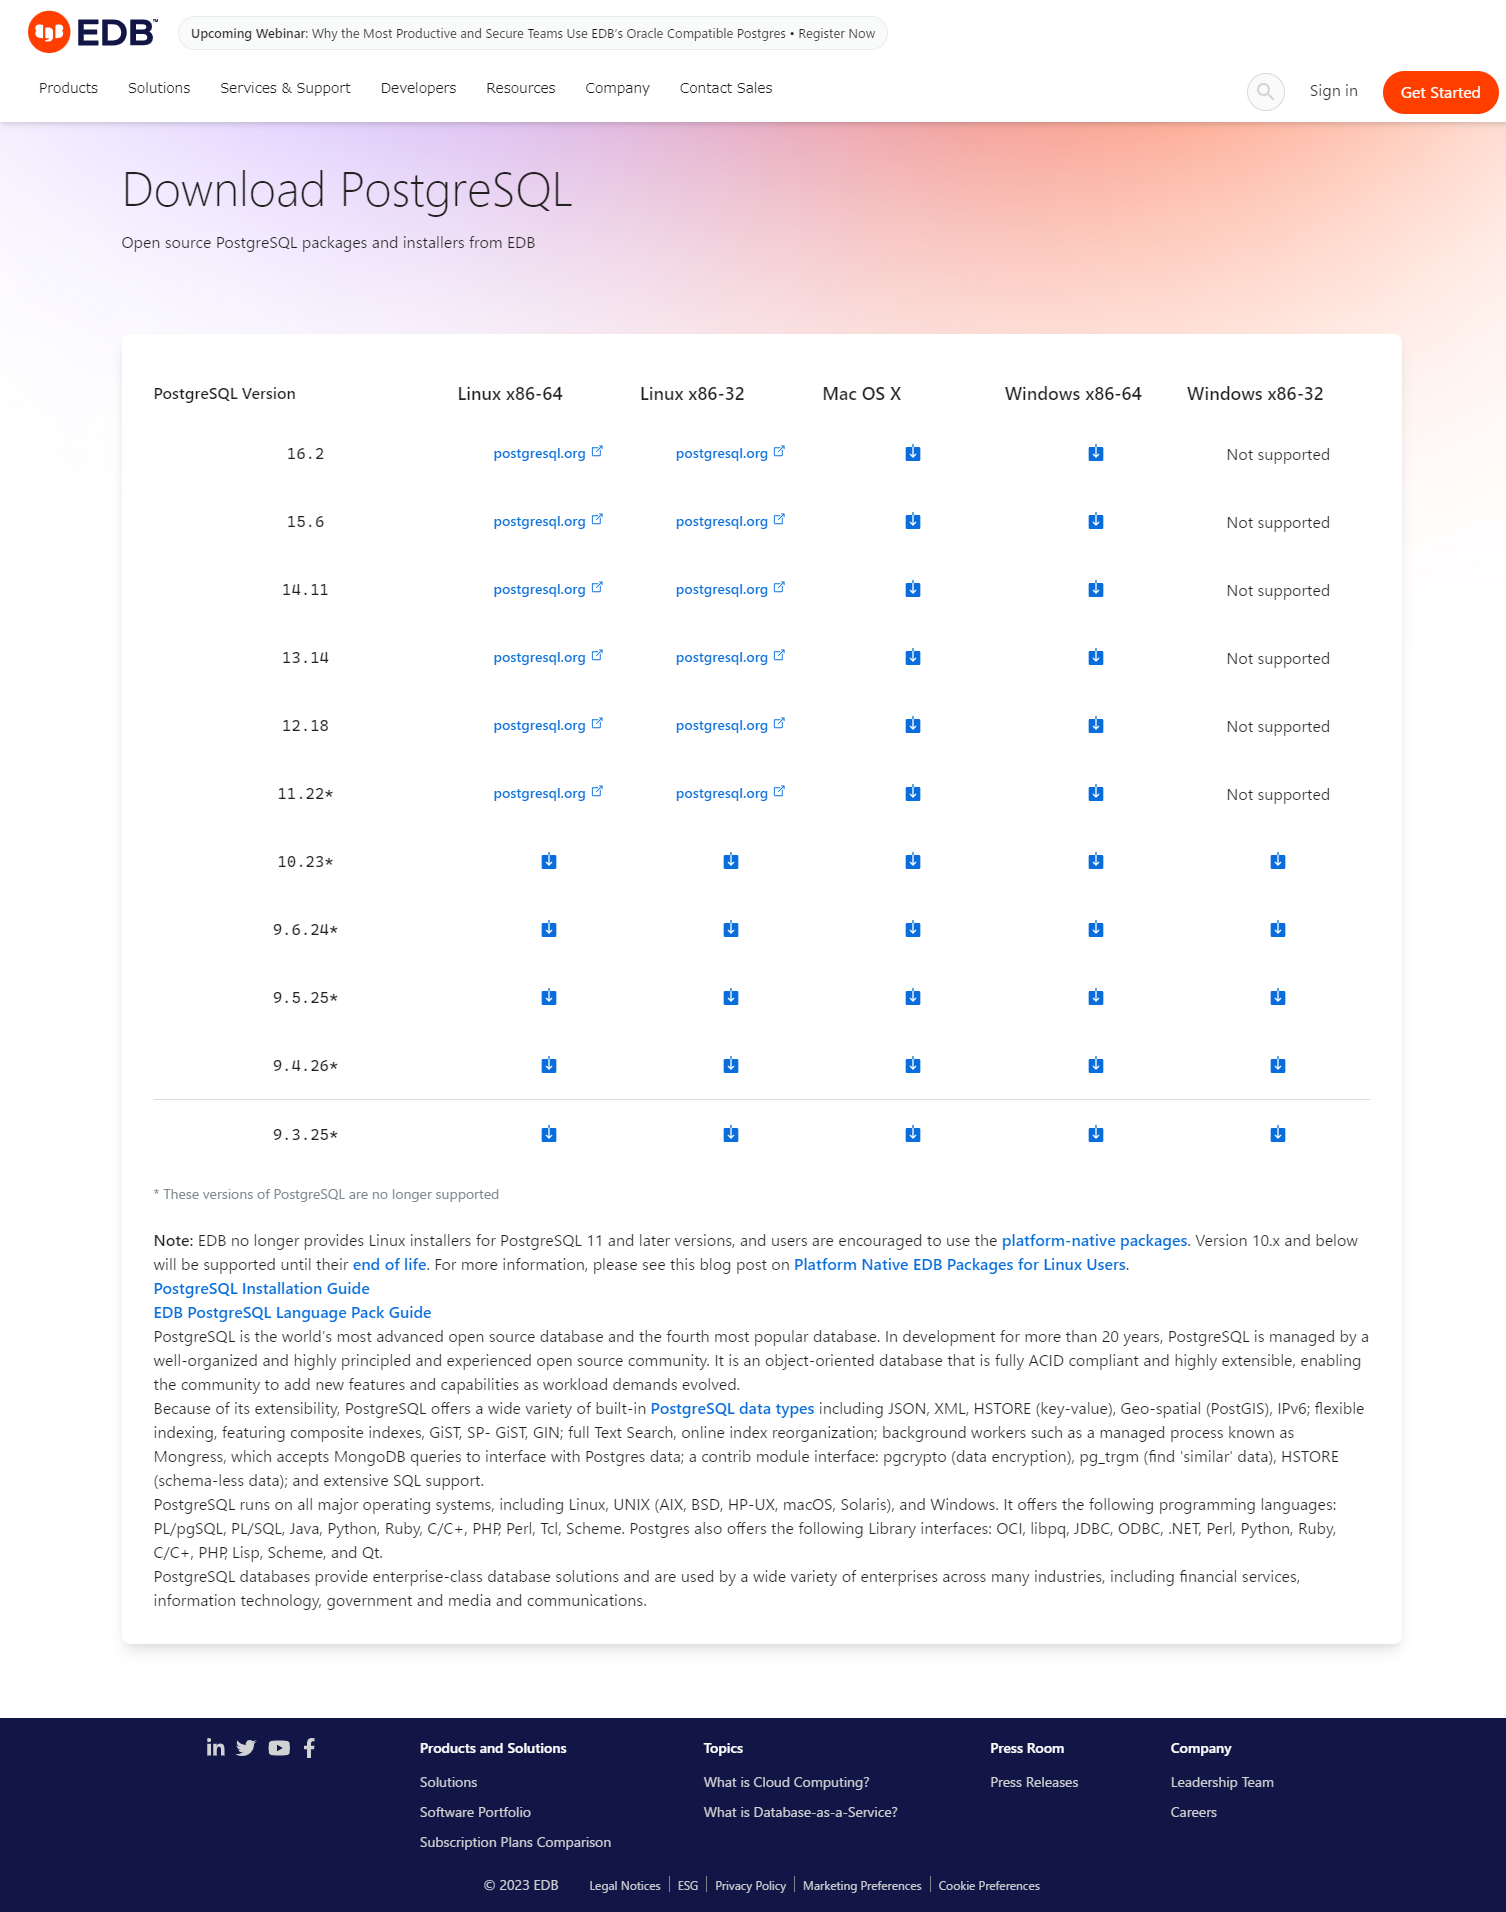 EDB™
Upcoming Webinar: Why the Most Productive and Secure Teams Use EDB’s Oracle Compatible Postgres • Register Now
Products Solutions Services & Support Developers Resources Company Contact Sales
Sign in Get Started
Download PostgreSQL
Open source PostgreSQL packages and installers from EDB
PostgreSQL Version Linux x86-64 Linux x86-32 Mac OS X Windows x86-64 Windows x86-32
16.2 postgresql.org postgresql.org Not supported
15.6 postgresql.org postgresql.org Not supported
14.11 postgresql.org postgresql.org Not supported
13.14 postgresql.org postgresql.org Not supported
12.18 postgresql.org postgresql.org Not supported
11.22* postgresql.org postgresql.org Not supported
10.23*
9.6.24*
9.5.25*
9.4.26*
9.3.25*
* These versions of PostgreSQL are no longer supported
Note: EDB no longer provides Linux installers for PostgreSQL 11 and later versions, and users are encouraged to use the platform-native packages. Version 10.x and below
will be supported until their end of life. For more information, please see this blog post on Platform Native EDB Packages for Linux Users.
PostgreSQL Installation Guide
EDB PostgreSQL Language Pack Guide
PostgreSQL is the world’s most advanced open source database and the fourth most popular database. In development for more than 20 years, PostgreSQL is managed by a
well-organized and highly principled and experienced open source community. It is an object-oriented database that is fully ACID compliant and highly extensible, enabling
the community to add new features and capabilities as workload demands evolved.
Because of its extensibility, PostgreSQL offers a wide variety of built-in PostgreSQL data types including JSON, XML, HSTORE (key-value), Geo-spatial (PostGIS), IPv6; flexible
indexing, featuring composite indexes, GiST, SP- GiST, GIN; full Text Search, online index reorganization; background workers such as a managed process known as
Mongress, which accepts MongoDB queries to interface with Postgres data; a contrib module interface: pgcrypto (data encryption), pg_trgm (find 'similar' data), HSTORE
(schema-less data); and extensive SQL support.
PostgreSQL runs on all major operating systems, including Linux, UNIX (AIX, BSD, HP-UX, macOS, Solaris), and Windows. It offers the following programming languages:
PL/pgSQL, PL/SQL, Java, Python, Ruby, C/C+, PHP, Perl, Tcl, Scheme. Postgres also offers the following Library interfaces: OCI, libpq, JDBC, ODBC, .NET, Perl, Python, Ruby,
C/C+, PHP, Lisp, Scheme, and Qt.
PostgreSQL databases provide enterprise-class database solutions and are used by a wide variety of enterprises across many industries, including financial services,
information technology, government and media and communications.
Products and Solutions Topics Press Room Company
Solutions What is Cloud Computing? Press Releases Leadership Team
Software Portfolio What is Database-as-a-Service? Careers
Subscription Plans Comparison
© 2023 EDB Legal Notices ESG Privacy Policy Marketing Preferences Cookie Preferences